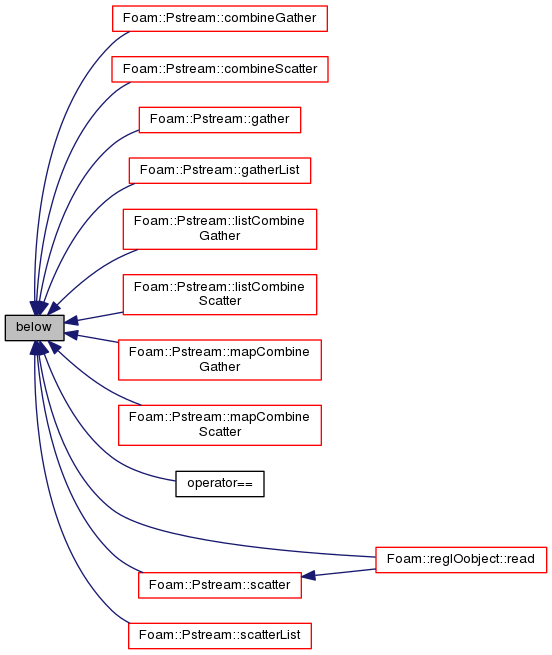 Foam::Pstream::combineGather
Foam::Pstream::combineScatter
Foam::Pstream::gather
Foam::Pstream::gatherList
Foam::Pstream::listCombine
Gather
Foam::Pstream::listCombine
Scatter
below
Foam::Pstream::mapCombine
Gather
Foam::Pstream::mapCombine
Scatter
operator==
Foam::regIOobject::read
Foam::Pstream::scatter
Foam::Pstream::scatterList